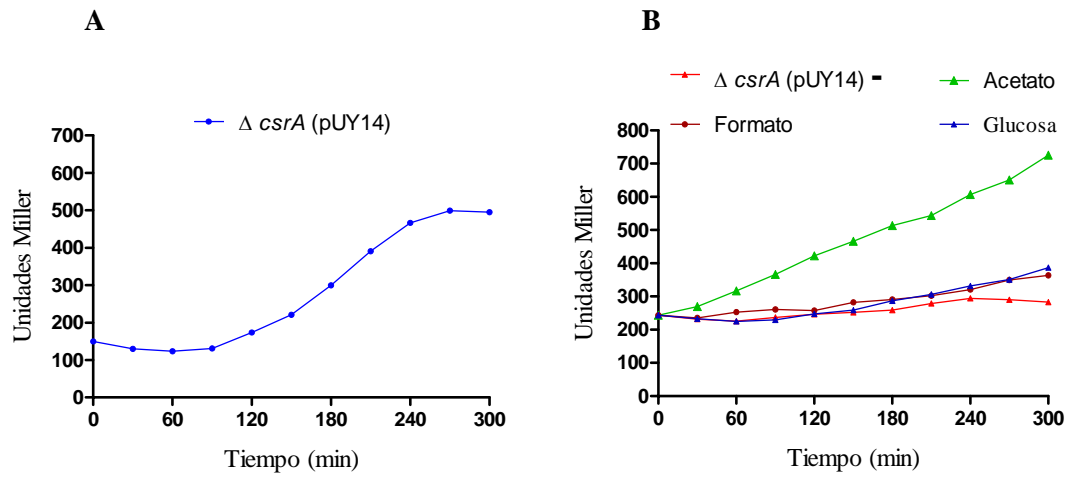 A
Δ csrA (pUY14)
700
600
500
400
300
200
100
0
Unidades Miller
0 60 120 180 240 300
Tiempo (min)
B
Δ csrA (pUY14) -
Acetato
Formato
Glucosa
800
700
600
500
400
300
200
100
0
Unidades Miller
0 60 120 180 240 300
Tiempo (min)